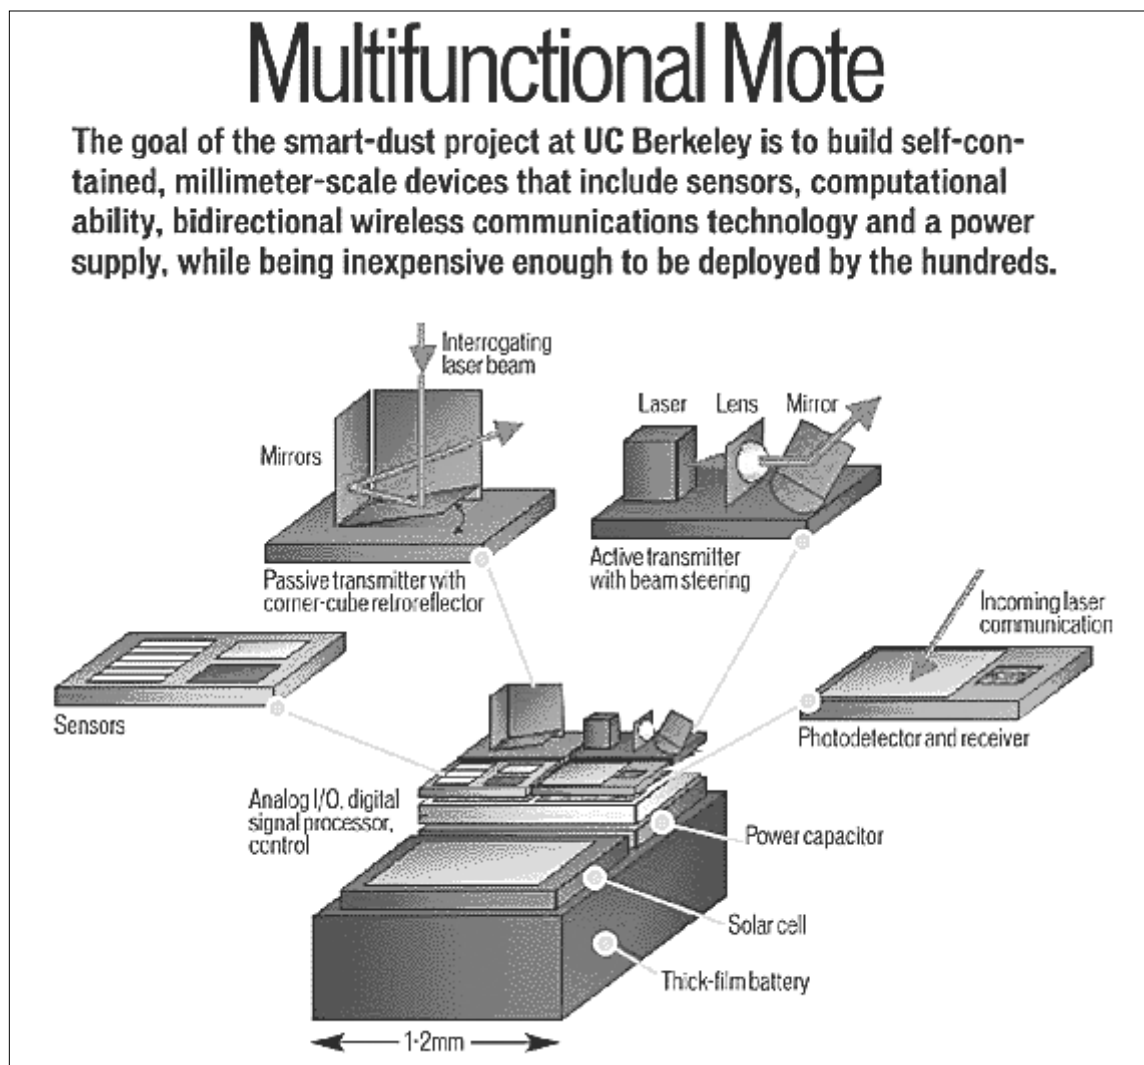 Multifunctional Mote
The goal of the smart-dust project at UC Berkeley is to build self-con-
tained, millimeter-scale devices that include sensors, computational
ability, bidirectional wireless communications technology and a power
supply, while being inexpensive enough to be deployed by the hundreds.
Interrogating
laser beam
Mirrors
Laser
Lens
Mirror
Passive transmitter with
corner-cube retroreflector
Active transmitter
with beam steering
Incoming laser
communication
Sensors
Photodetector and receiver
Analog I/O, digital
signal processor,
control
Power capacitor
Solar cell
Thick-film battery
1-2mm